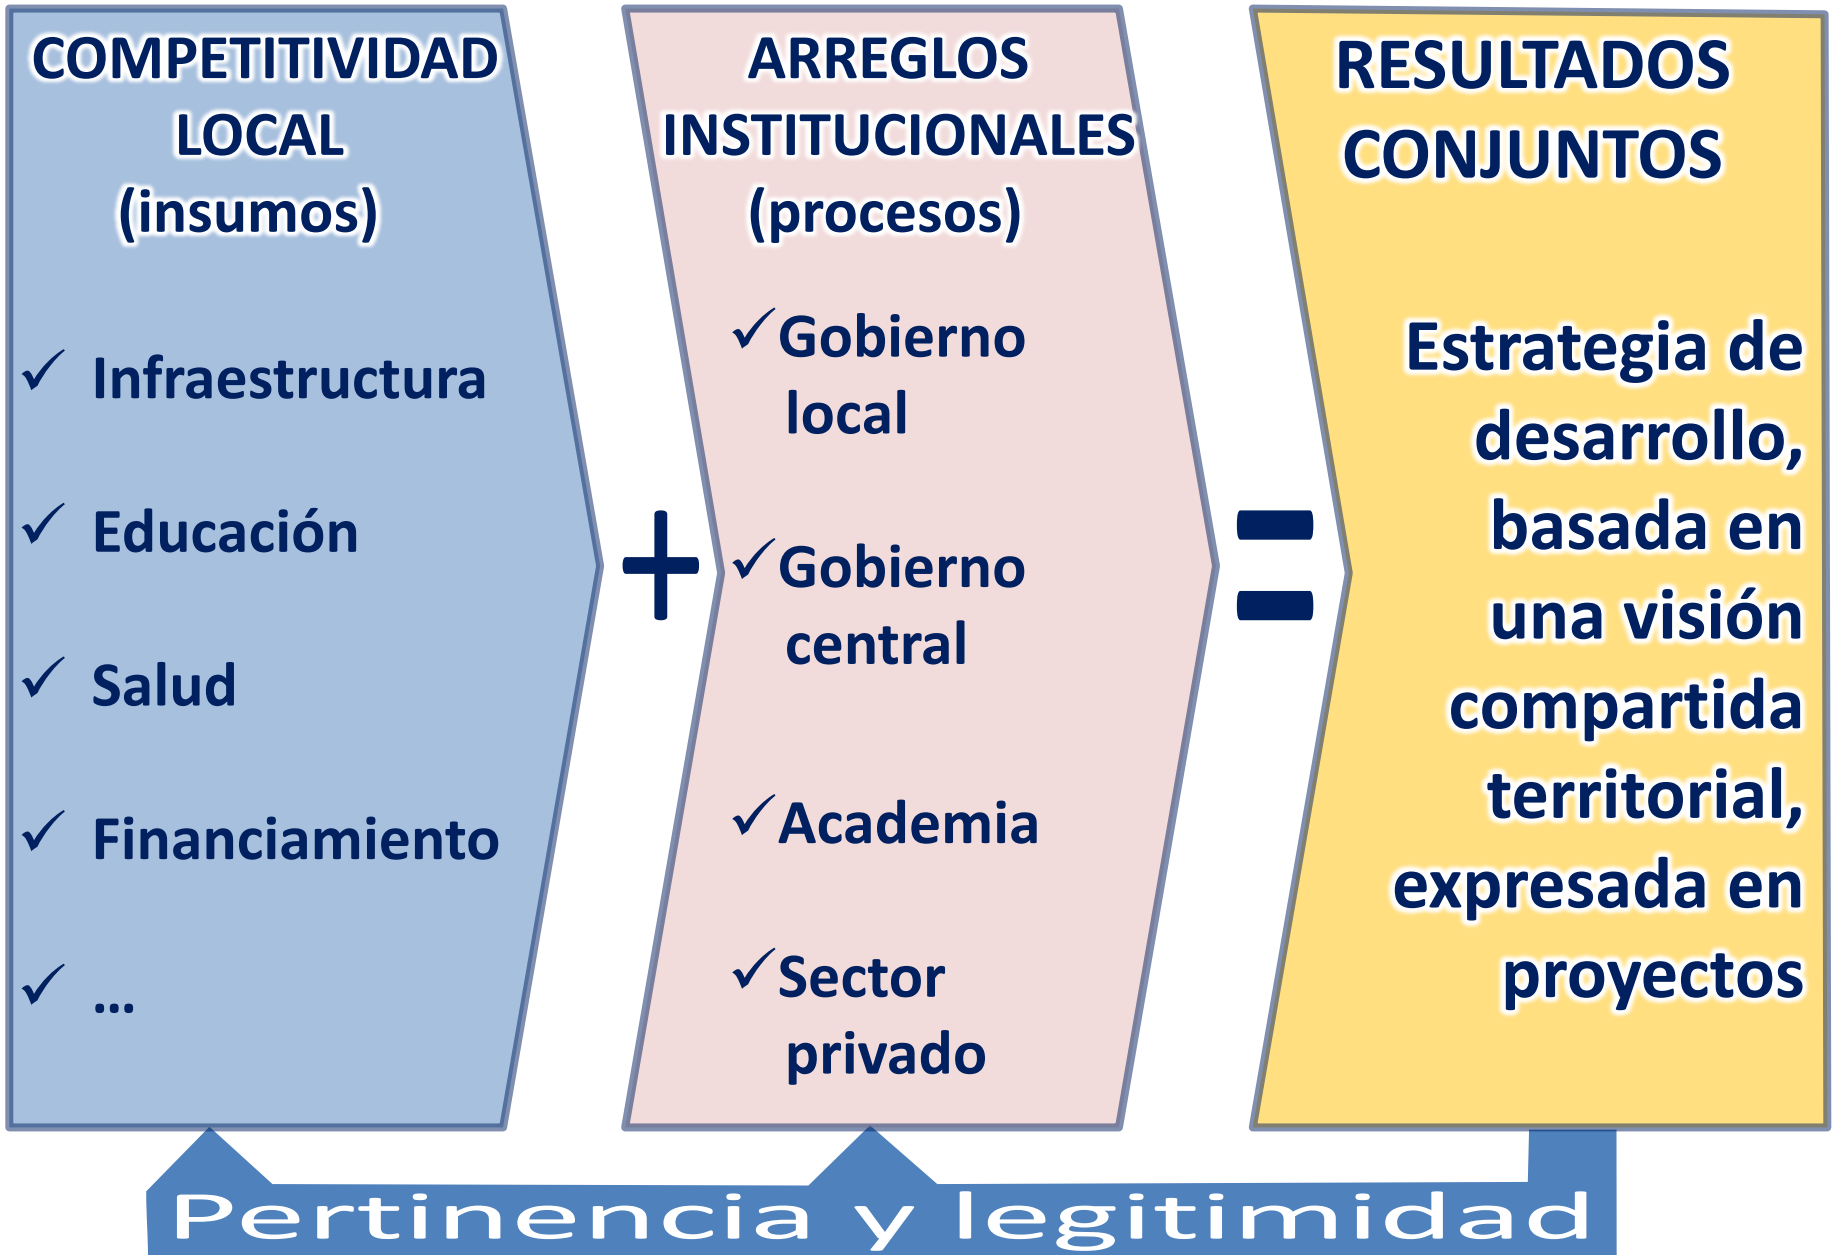 COMPETITIVIDAD
LOCAL
(insumos)
✓ Infraestructura
✓ Educación
✓ Salud
✓ Financiamiento
✓ ...
+
ARREGLOS
INSTITUCIONALES
(procesos)
✓Gobierno
local
✓Gobierno
central
✓Academia
✓Sector
privado
=
RESULTADOS
CONJUNTOS
Estrategia de
desarrollo,
basada en
una visión
compartida
territorial,
expresada en
proyectos
Pertinencia y legitimidad